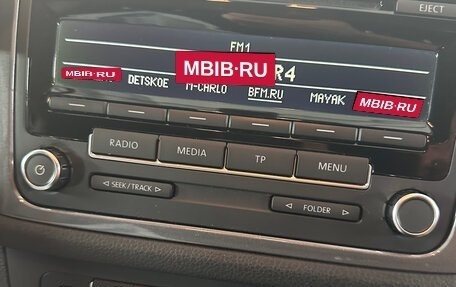 EJECT
FM1
MBIB·RU
R4
MBIB·RU
DETSKOE
M-CARLO
BFM.RU
MAYAK
MBIB·RU
RADIO
MEDIA
TP
MENU
◁ SEEK / TRACK ▷
◁ FOLDER ▷